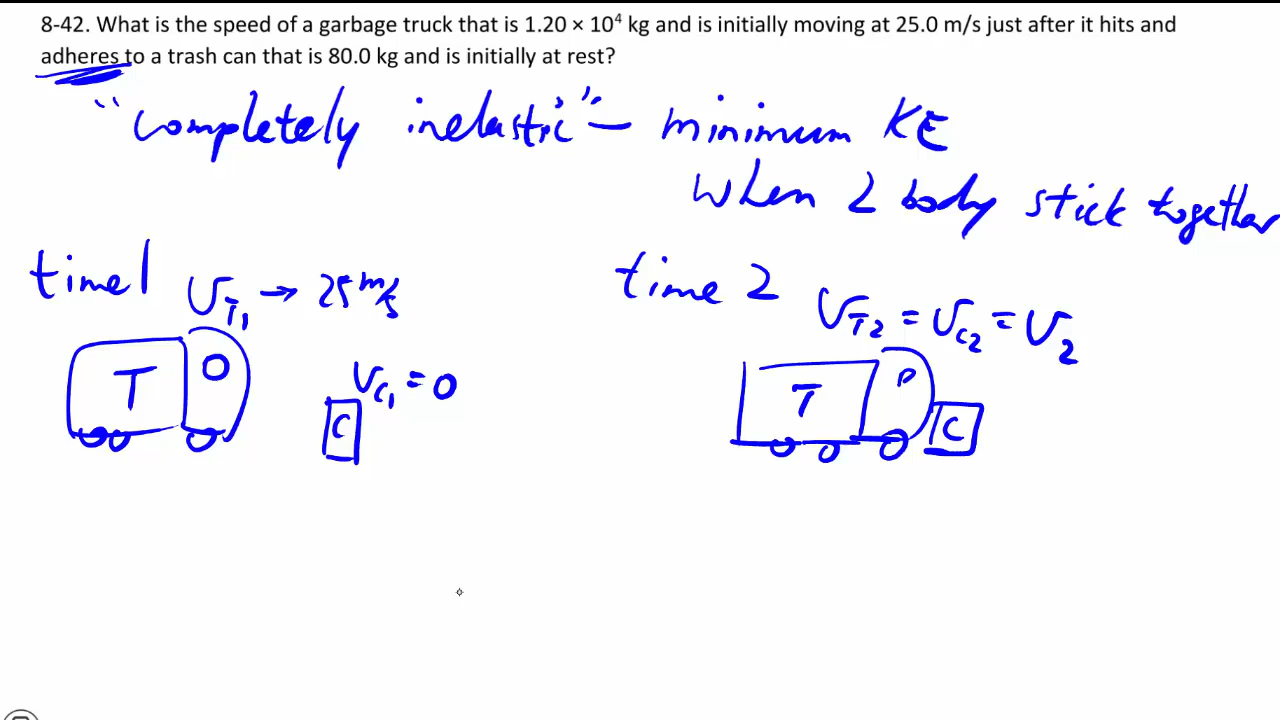 8-42. What is the speed of a garbage truck that is 1.20 × 10⁴ kg and is initially moving at 25.0 m/s just after it hits and
adheres to a trash can that is 80.0 kg and is initially at rest?
"completely inelastic" – minimum KE
when 2 body stick together
time 1
V_T₁ → 25 m/s
time 2
V_T₂ = V_C₂ = V₂
T
V_C₁ = 0
C
T
C